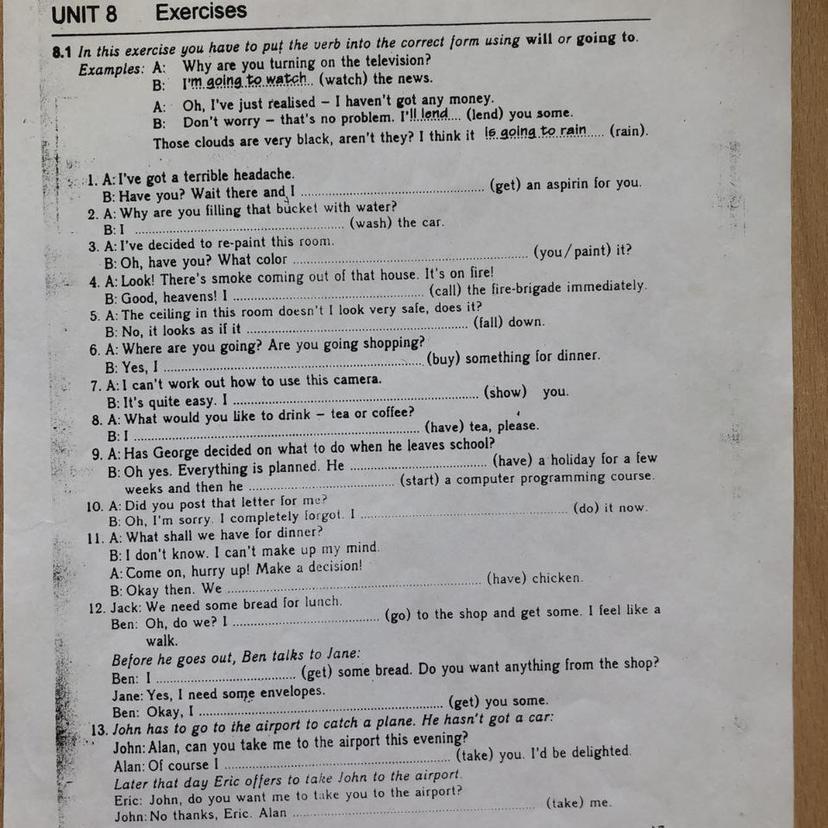 UNIT 8 Exercises
8.1 In this exercise you have to put the verb into the correct form using will or going to.
Examples: A: Why are you turning on the television?
B: I'm going to watch (watch) the news.
A: Oh, I've just realised – I haven't got any money.
B: Don't worry – that's no problem. I'll lend (lend) you some.
Those clouds are very black, aren't they? I think it is going to rain (rain).
1. A: I've got a terrible headache.
B: Have you? Wait there and I ........ (get) an aspirin for you.
2. A: Why are you filling that bucket with water?
B: I ........ (wash) the car.
3. A: I've decided to re-paint this room.
B: Oh, have you? What color ........ (you/paint) it?
4. A: Look! There's smoke coming out of that house. It's on fire!
B: Good, heavens! I ........ (call) the fire-brigade immediately.
5. A: The ceiling in this room doesn't I look very safe, does it?
B: No, it looks as if it ........ (fall) down.
6. A: Where are you going? Are you going shopping?
B: Yes, I ........ (buy) something for dinner.
7. A: I can't work out how to use this camera.
B: It's quite easy. I ........ (show) you.
8. A: What would you like to drink – tea or coffee?
B: I ........ (have) tea, please.
9. A: Has George decided on what to do when he leaves school?
B: Oh yes. Everything is planned. He ........ (have) a holiday for a few
weeks and then he ........ (start) a computer programming course.
10. A: Did you post that letter for me?
B: Oh, I'm sorry. I completely forgot. I ........ (do) it now.
11. A: What shall we have for dinner?
B: I don't know. I can't make up my mind.
A: Come on, hurry up! Make a decision!
B: Okay then. We ........ (have) chicken.
12. Jack: We need some bread for lunch.
Ben: Oh, do we? I ........ (go) to the shop and get some. I feel like a
walk.
Before he goes out, Ben talks to Jane:
Ben: I ........ (get) some bread. Do you want anything from the shop?
Jane: Yes, I need some envelopes.
Ben: Okay, I ........ (get) you some.
13. John has to go to the airport to catch a plane. He hasn't got a car:
John: Alan, can you take me to the airport this evening?
Alan: Of course I ........ (take) you. I'd be delighted.
Later that day Eric offers to take John to the airport.
Eric: John, do you want me to take you to the airport?
John: No thanks, Eric. Alan ........ (take) me.